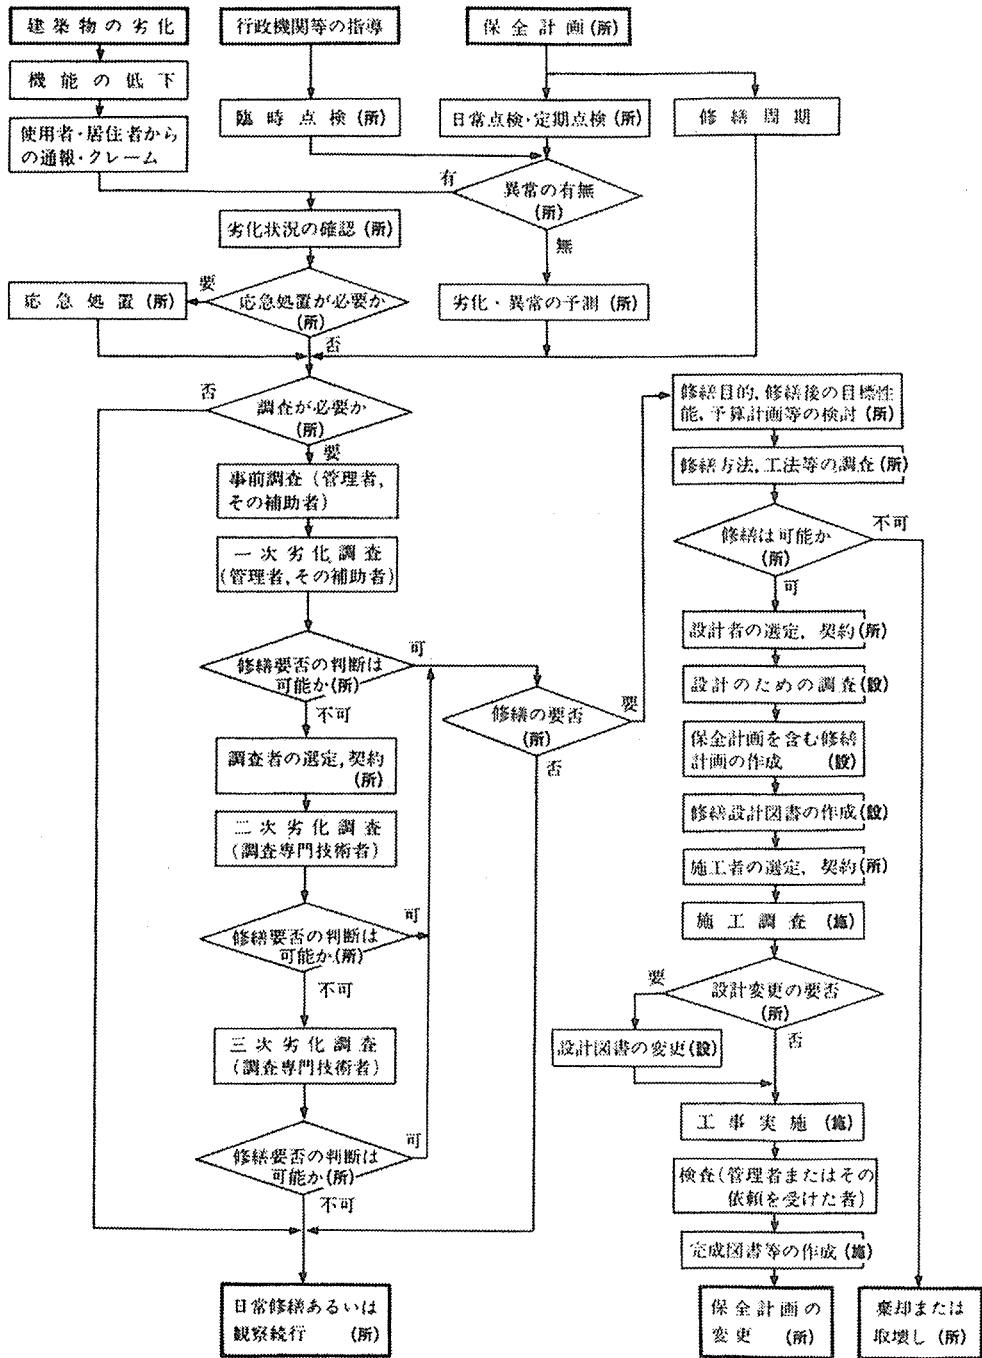 建築物の劣化
機能の低下
使用者・居住者から
の通報・クレーム
行政機関等の指導
臨時点検(所)
保全計画(所)
日常点検・定期点検(所)
修繕周期
異常の有無
(所)
有
無
劣化状況の確認(所)
応急処置が必要か
(所)
要
否
応急処置(所)
劣化・異常の予測(所)
調査が必要か
(所)
否
要
事前調査(管理者,
その補助者)
一次劣化調査
(管理者,その補助者)
修繕要否の判断は
可能か(所)
可
不可
調査者の選定,契約
(所)
二次劣化調査
(調査専門技術者)
修繕要否の判断は
可能か(所)
可
不可
三次劣化調査
(調査専門技術者)
修繕要否の判断は
可能か(所)
可
不可
日常修繕あるいは
観察続行 (所)
修繕の要否
(所)
要
否
修繕目的,修繕後の目標性
能,予算計画等の検討(所)
修繕方法,工法等の調査(所)
修繕は可能か
(所)
不可
可
設計者の選定,契約(所)
設計のための調査(設)
保全計画を含む修繕
計画の作成 (設)
修繕設計図書の作成(設)
施工者の選定,契約(所)
施工調査(施)
設計変更の要否
(所)
要
否
設計図書の変更(設)
工事実施(施)
検査(管理者またはその
依頼を受けた者)
完成図書等の作成(施)
保全計画の
変更 (所)
棄却または
取壊し(所)